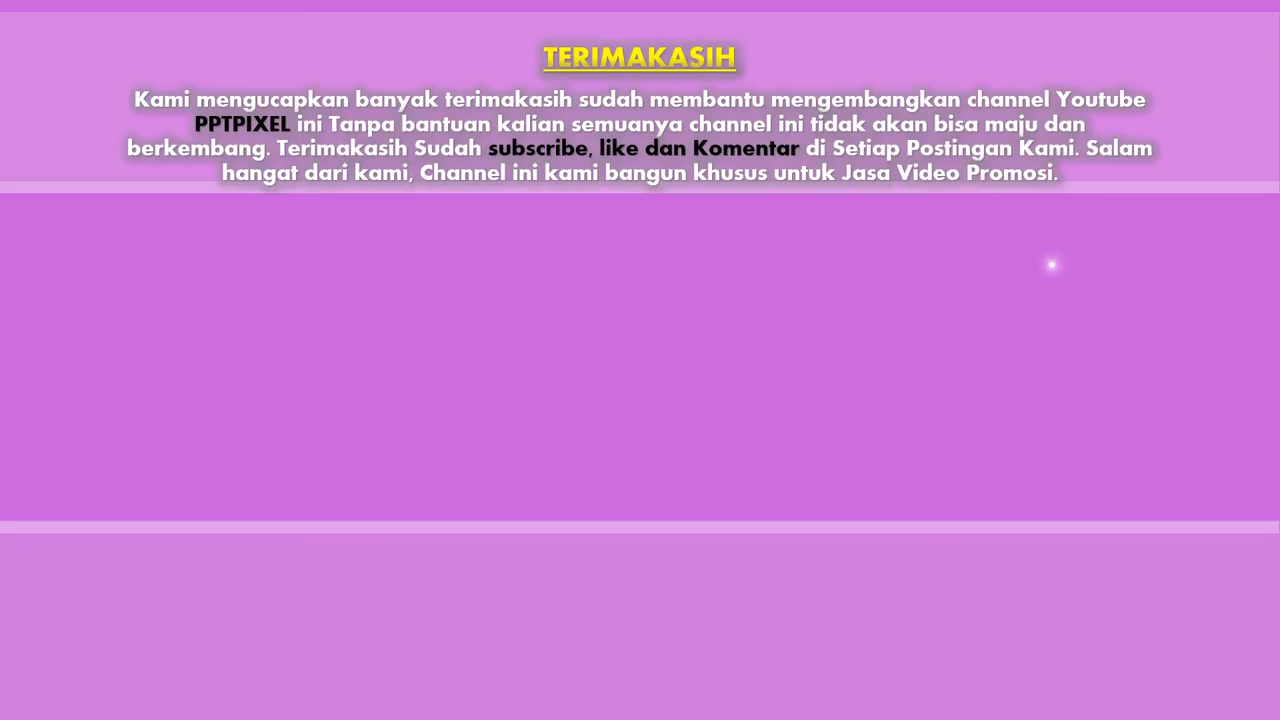 TERIMAKASIH
Kami mengucapkan banyak terimakasih sudah membantu mengembangkan channel Youtube
PPTPIXEL ini Tanpa bantuan kalian semuanya channel ini tidak akan bisa maju dan
berkembang. Terimakasih Sudah subscribe, like dan Komentar di Setiap Postingan Kami. Salam
hangat dari kami, Channel ini kami bangun khusus untuk Jasa Video Promosi.